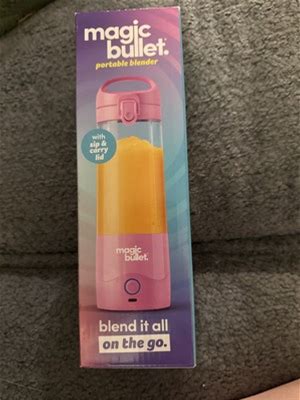 magic
bullet®
portable blender
with
sip &
carry
lid
magic
bullet®
blend it all
on the go.